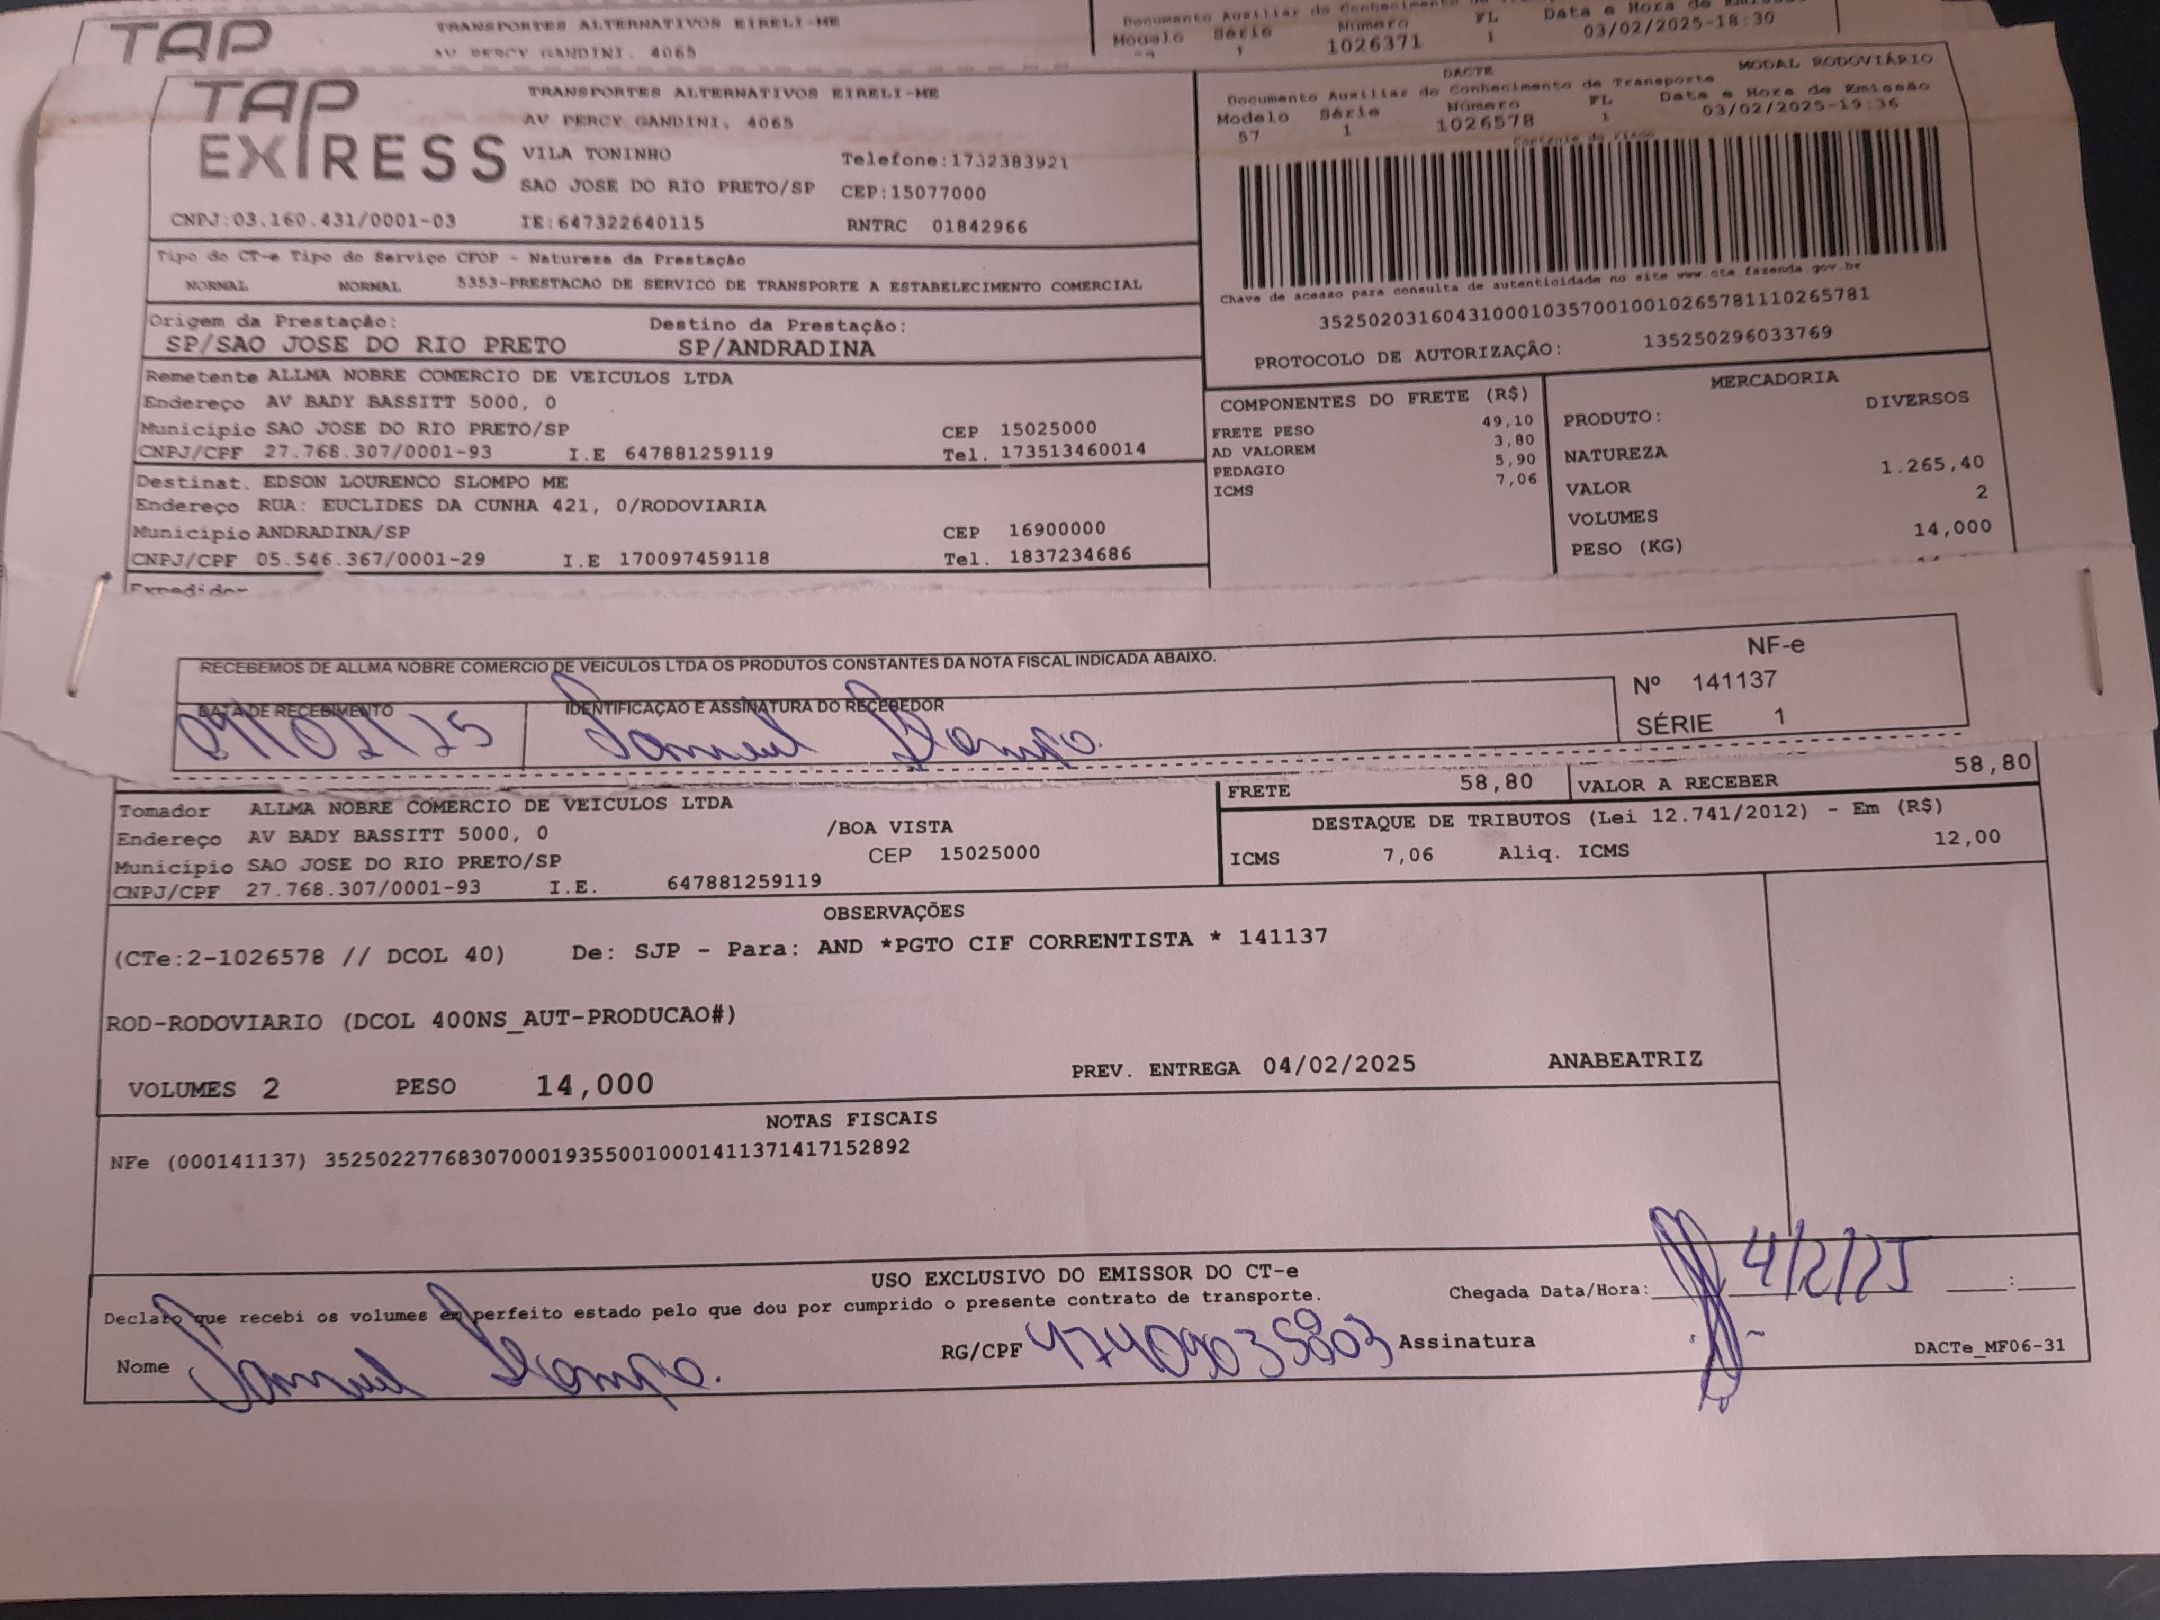 TAP
TRANSPORTES ALTERNATIVOS EIRELI-ME
AV PERCY GANDINI, 4065
Modelo Série Número FL Data e Hora de
1 1026371 1 03/02/2025-18:30
TAP EXPRESS
TRANSPORTES ALTERNATIVOS EIRELI-ME
AV PERCY GANDINI, 4065
VILA TONINHO Telefone:1732383921
SAO JOSE DO RIO PRETO/SP CEP:15077000
CNPJ:03.160.431/0001-03 IE:647322640115 RNTRC 01842966
DACTE MODAL RODOVIÁRIO
Documento Auxiliar do Conhecimento de Transporte
Modelo Série Número FL Data e Hora de Emissão
57 1 1026578 1 03/02/2025-19:36
Controle do Fisco
Chave de acesso para consulta de autenticidade no site www.cte.fazenda.gov.br
35250203160431000103570010010265781110265781
PROTOCOLO DE AUTORIZAÇÃO: 135250296033769
Tipo do CT-e Tipo do Serviço CFOP - Natureza da Prestação
NORMAL NORMAL 5353-PRESTACAO DE SERVICO DE TRANSPORTE A ESTABELECIMENTO COMERCIAL
Origem da Prestação: Destino da Prestação:
SP/SAO JOSE DO RIO PRETO SP/ANDRADINA
Remetente ALLMA NOBRE COMERCIO DE VEICULOS LTDA
Endereço AV BADY BASSITT 5000, 0
Município SAO JOSE DO RIO PRETO/SP CEP 15025000
CNPJ/CPF 27.768.307/0001-93 I.E 647881259119 Tel. 173513460014
Destinat. EDSON LOURENCO SLOMPO ME
Endereço RUA: EUCLIDES DA CUNHA 421, 0/RODOVIARIA
Município ANDRADINA/SP CEP 16900000
CNPJ/CPF 05.546.367/0001-29 I.E 170097459118 Tel. 1837234686
Expedidor
COMPONENTES DO FRETE (R$)
FRETE PESO 49,10
AD VALOREM 3,80
PEDAGIO 5,90
ICMS 7,06
MERCADORIA
PRODUTO: DIVERSOS
NATUREZA
VALOR 1.265,40
VOLUMES 2
PESO (KG) 14,000
RECEBEMOS DE ALLMA NOBRE COMERCIO DE VEICULOS LTDA OS PRODUTOS CONSTANTES DA NOTA FISCAL INDICADA ABAIXO.
DATA DE RECEBIMENTO IDENTIFICAÇÃO E ASSINATURA DO RECEBEDOR
04/02/25 Samuel Slompo.
NF-e
Nº 141137
SÉRIE 1
FRETE 58,80 VALOR A RECEBER 58,80
Tomador ALLMA NOBRE COMERCIO DE VEICULOS LTDA
Endereço AV BADY BASSITT 5000, 0 /BOA VISTA
Município SAO JOSE DO RIO PRETO/SP CEP 15025000
CNPJ/CPF 27.768.307/0001-93 I.E. 647881259119
DESTAQUE DE TRIBUTOS (Lei 12.741/2012) - Em (R$)
ICMS 7,06 Aliq. ICMS 12,00
OBSERVAÇÕES
(CTe:2-1026578 // DCOL 40) De: SJP - Para: AND *PGTO CIF CORRENTISTA * 141137
ROD-RODOVIARIO (DCOL 400NS_AUT-PRODUCAO#)
VOLUMES 2 PESO 14,000 PREV. ENTREGA 04/02/2025 ANABEATRIZ
NOTAS FISCAIS
NFe (000141137) 35250227768307000193550010001411371417152892
USO EXCLUSIVO DO EMISSOR DO CT-e
Declaro que recebi os volumes em perfeito estado pelo que dou por cumprido o presente contrato de transporte.
Chegada Data/Hora: 4/2/25 :
Nome Samuel Slompo. RG/CPF Assinatura
DACTe_MF06-31